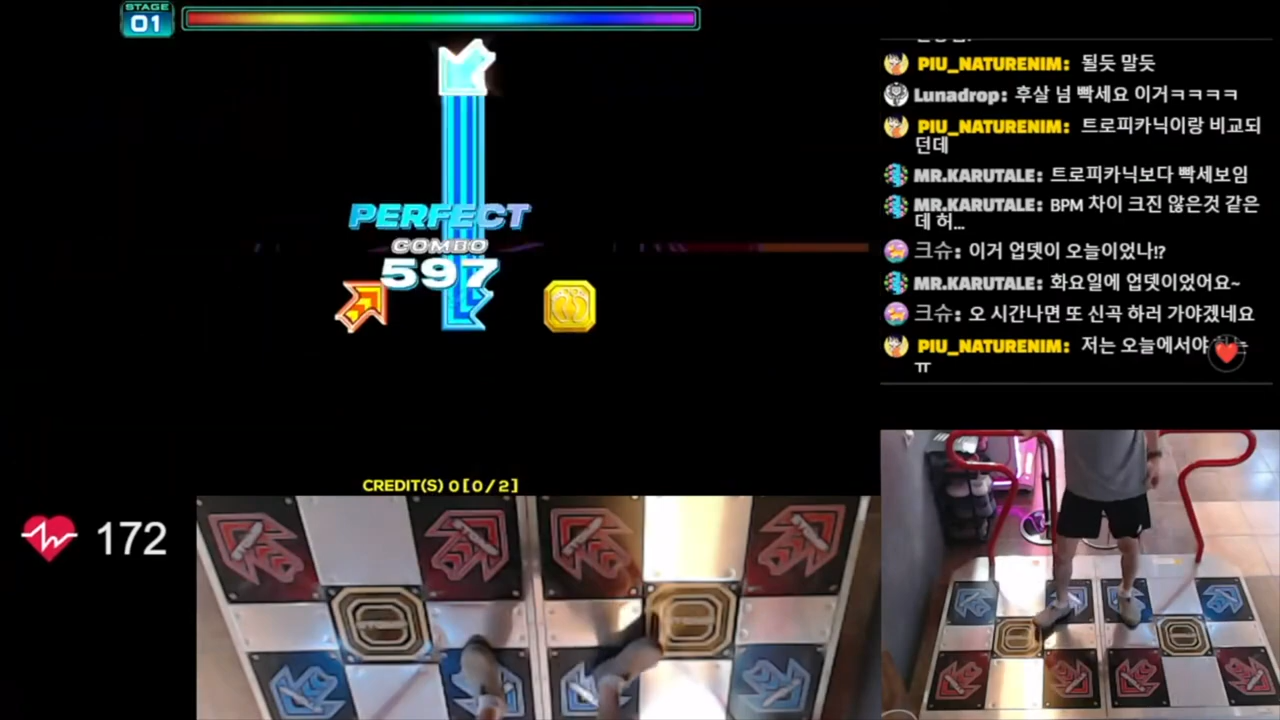 STAGE
01
PERFECT
COMBO
597
CREDIT(S) 0[0/2]
172
PIU_NATURENIM: 될듯 말듯
Lunadrop: 후살 넘 빡세요 이거ㅋㅋㅋㅋ
PIU_NATURENIM: 트로피카닉이랑 비교되
던데
MR.KARUTALE: 트로피카닉보다 빡세보임
MR.KARUTALE: BPM 차이 크진 않은것 같은
데 허...
크슈: 이거 업뎃이 오늘이었나!?
MR.KARUTALE: 화요일에 업뎃이었어요~
크슈: 오 시간나면 또 신곡 하러 가야겠네요
PIU_NATURENIM: 저는 오늘에서야
ㅠ